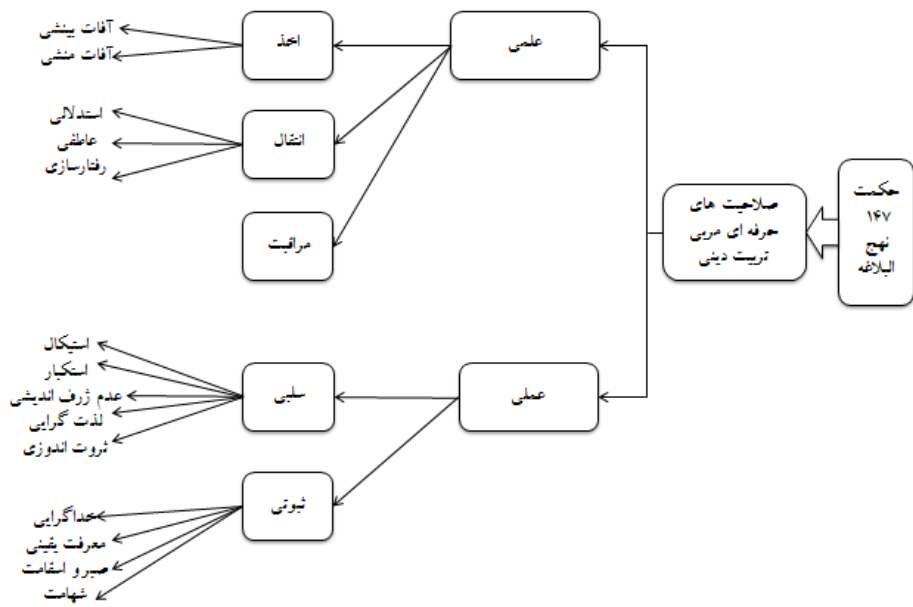 حکمت
۱۴۷
نهج
البلاغه
صلاحیت های
حرفه ای مربی
تربیت دینی
علمی
اخذ
آفات بینشی
آفات منشی
انتقال
استدلالی
عاطفی
رفتارسازی
مراقبت
عملی
سلبی
استیکال
استکبار
عدم ژرف اندیشی
لذت گرایی
ثروت اندوزی
ثبوتی
خداگرایی
معرفت یقینی
صبر و اسقامت
شهامت